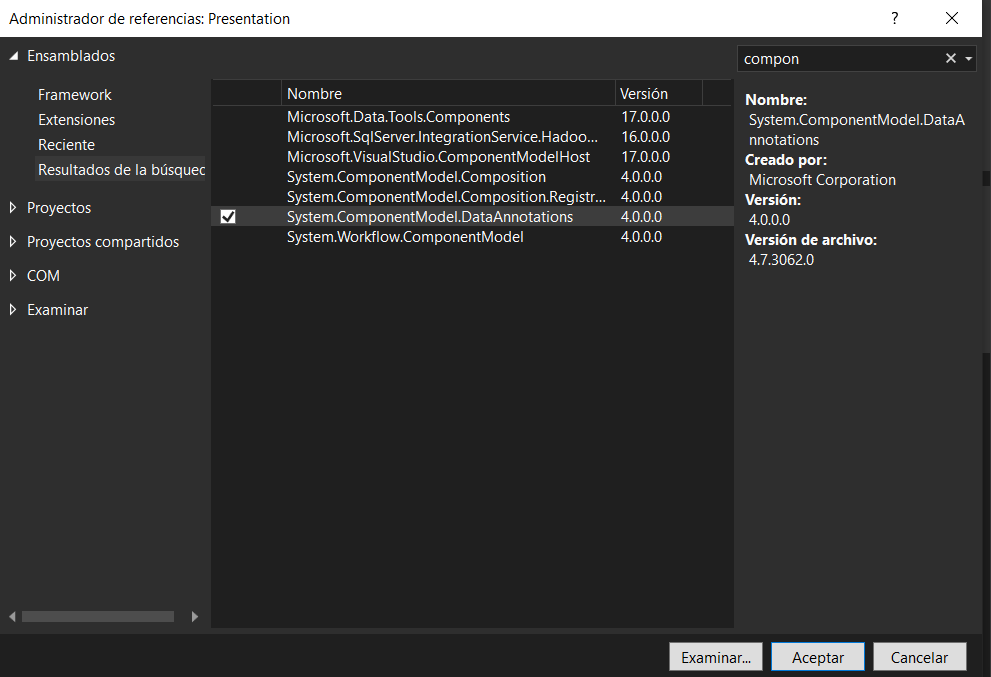 Administrador de referencias: Presentation
?
Ensamblados
Framework
Extensiones
Reciente
Resultados de la búsquec
Proyectos
Proyectos compartidos
COM
Examinar
Nombre Versión
Microsoft.Data.Tools.Components 17.0.0.0
Microsoft.SqlServer.IntegrationService.Hadoo... 16.0.0.0
Microsoft.VisualStudio.ComponentModelHost 17.0.0.0
System.ComponentModel.Composition 4.0.0.0
System.ComponentModel.Composition.Registr... 4.0.0.0
System.ComponentModel.DataAnnotations 4.0.0.0
System.Workflow.ComponentModel 4.0.0.0
compon
Nombre:
System.ComponentModel.DataA
nnotations
Creado por:
Microsoft Corporation
Versión:
4.0.0.0
Versión de archivo:
4.7.3062.0
Examinar... Aceptar Cancelar